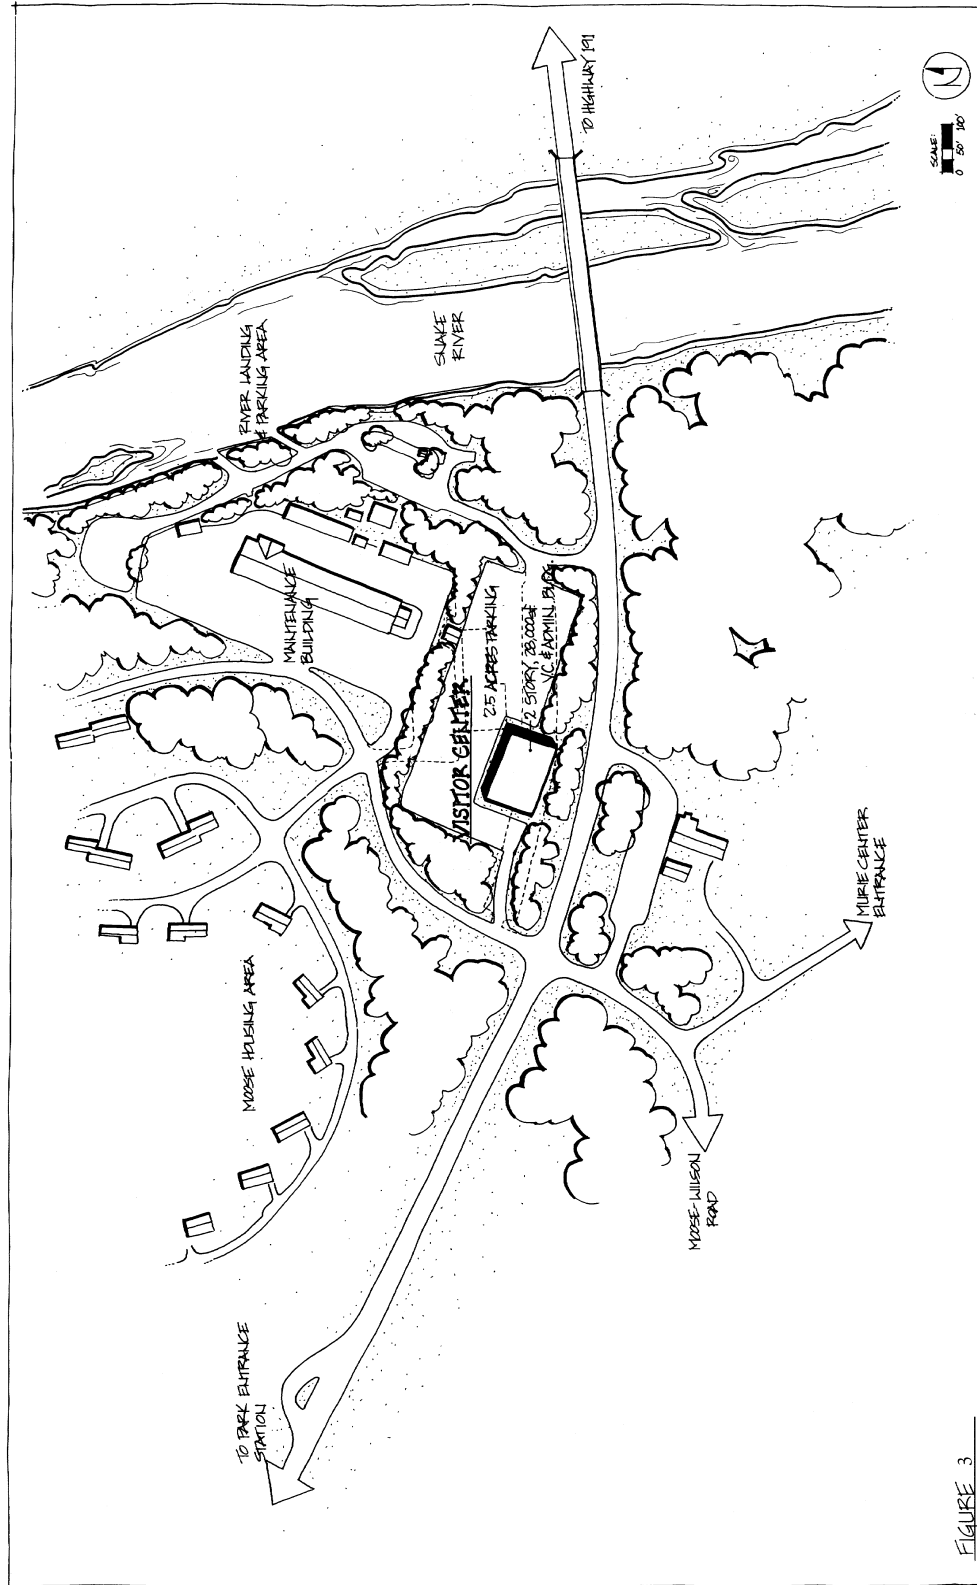 TO HIGHWAY 191
SCALE:
0 50' 100'
RIVER LANDING
& PARKING AREA
SNAKE
RIVER
MAINTENANCE
BUILDING
VISITOR CENTER
2.5 ACRES PARKING
2 STORY, 28,000sf
V.C. & ADMIN. BLDG.
MURIE CENTER
ENTRANCE
MOOSE HOUSING AREA
MOOSE-WILSON
ROAD
TO PARK ENTRANCE
STATION
FIGURE 3